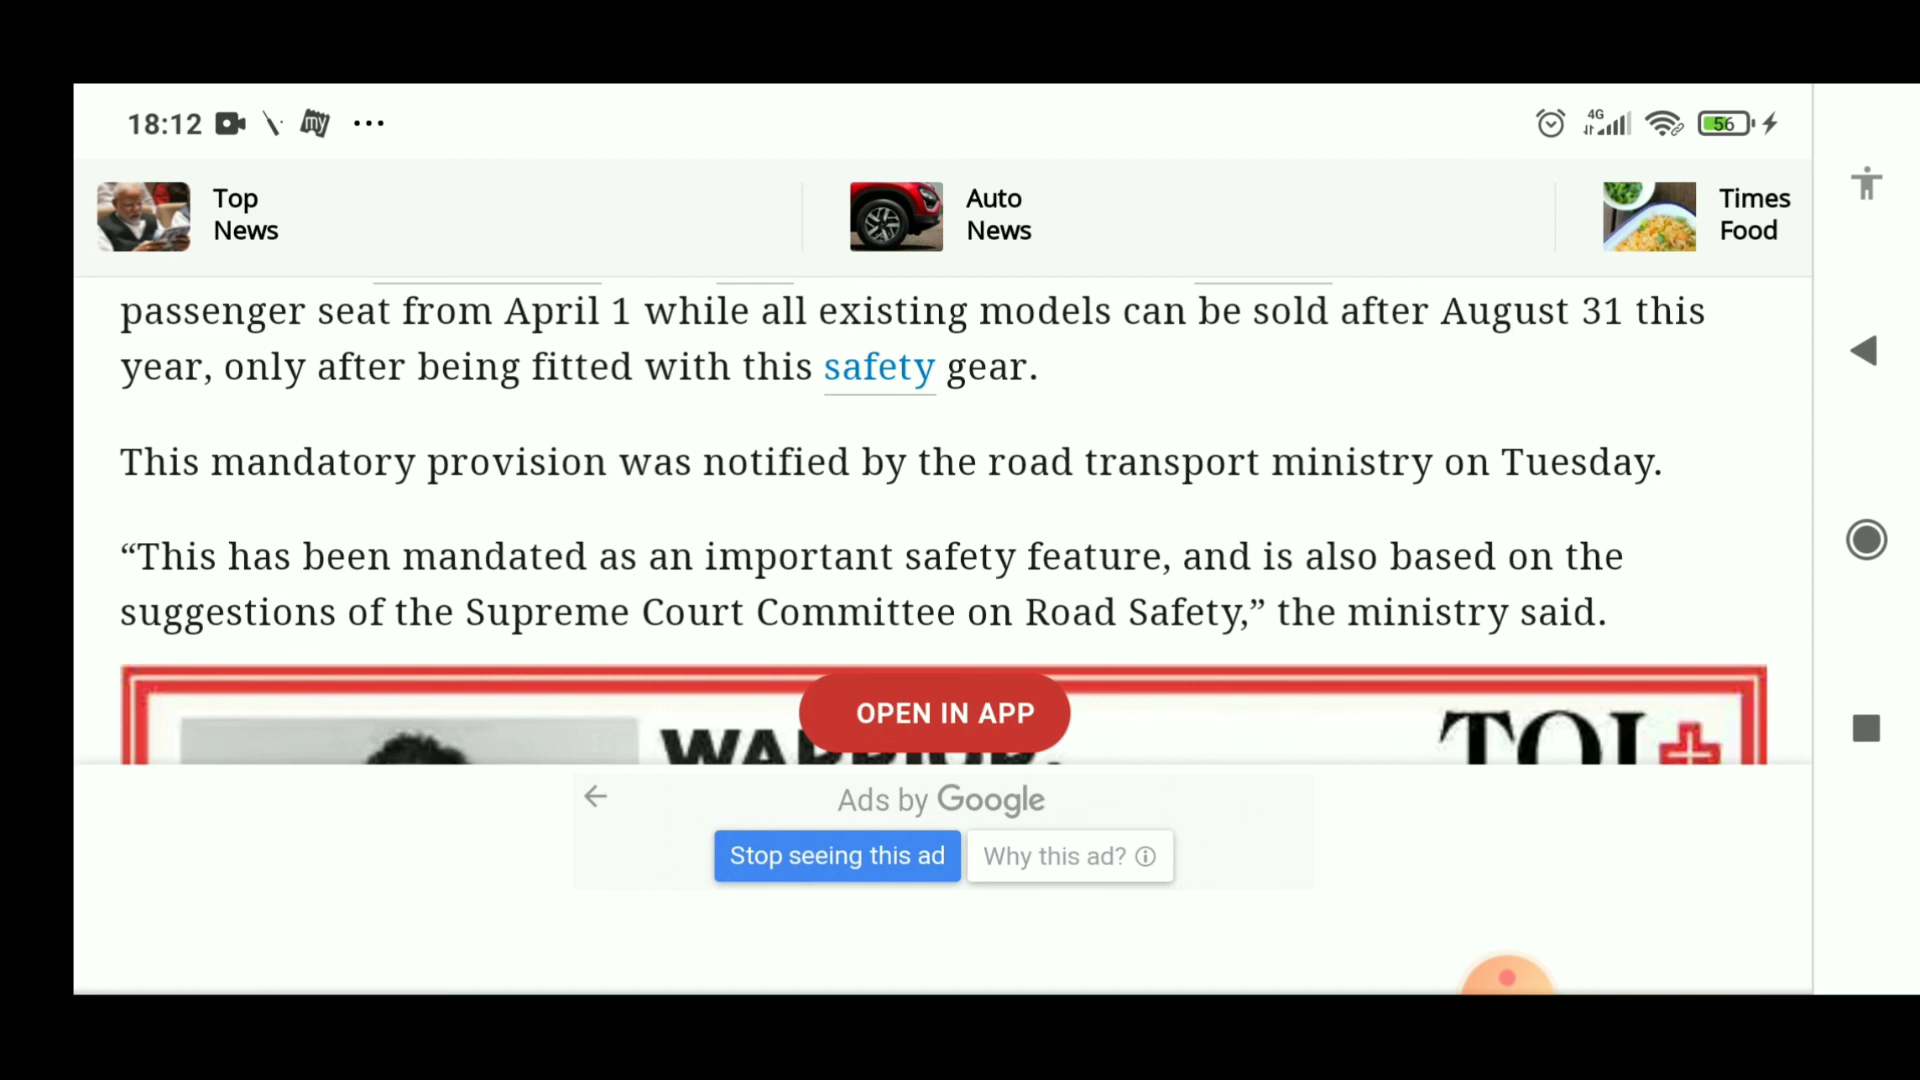 18:12 my ... 4G 56
Top
News
Auto
News
Times
Food
passenger seat from April 1 while all existing models can be sold after August 31 this
year, only after being fitted with this safety gear.
This mandatory provision was notified by the road transport ministry on Tuesday.
“This has been mandated as an important safety feature, and is also based on the
suggestions of the Supreme Court Committee on Road Safety,” the ministry said.
OPEN IN APP
TOI+
Ads by Google
Stop seeing this ad
Why this ad?